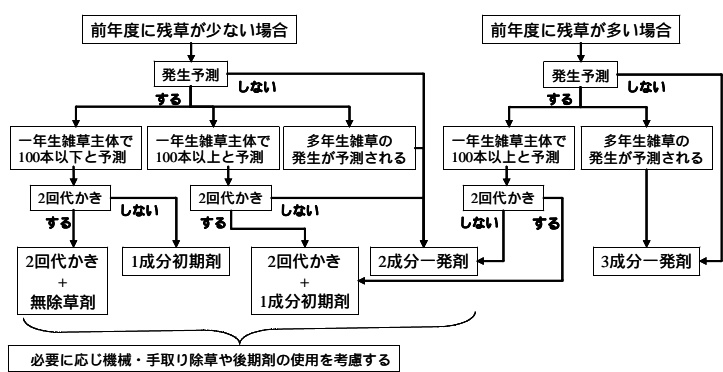 前年度に残草が少ない場合
前年度に残草が多い場合
発生予測
しない
する
発生予測
しない
する
一年生雑草主体で
100本以下と予測
一年生雑草主体で
100本以上と予測
多年生雑草の
発生が予測される
一年生雑草主体で
100本以上と予測
多年生雑草の
発生が予測される
2回代かき
しない
する
2回代かき
しない
する
2回代かき
しない
する
2回代かき
+
無除草剤
1成分初期剤
2回代かき
+
1成分初期剤
2成分一発剤
3成分一発剤
必要に応じ機械・手取り除草や後期剤の使用を考慮する